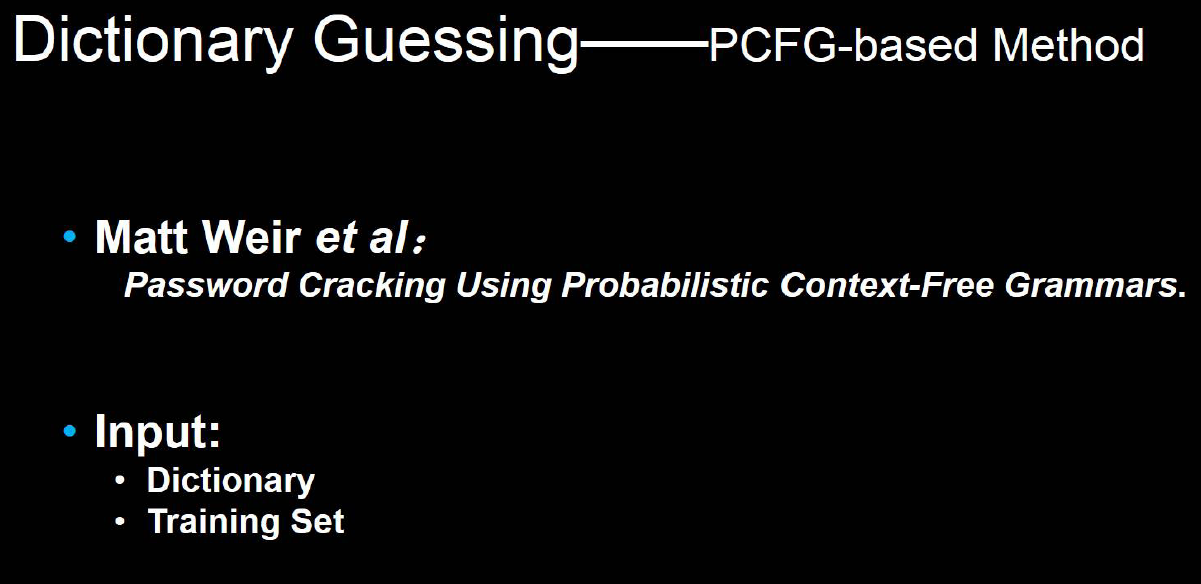 Dictionary Guessing——PCFG-based Method
• Matt Weir et al：
Password Cracking Using Probabilistic Context-Free Grammars.
• Input:
• Dictionary
• Training Set